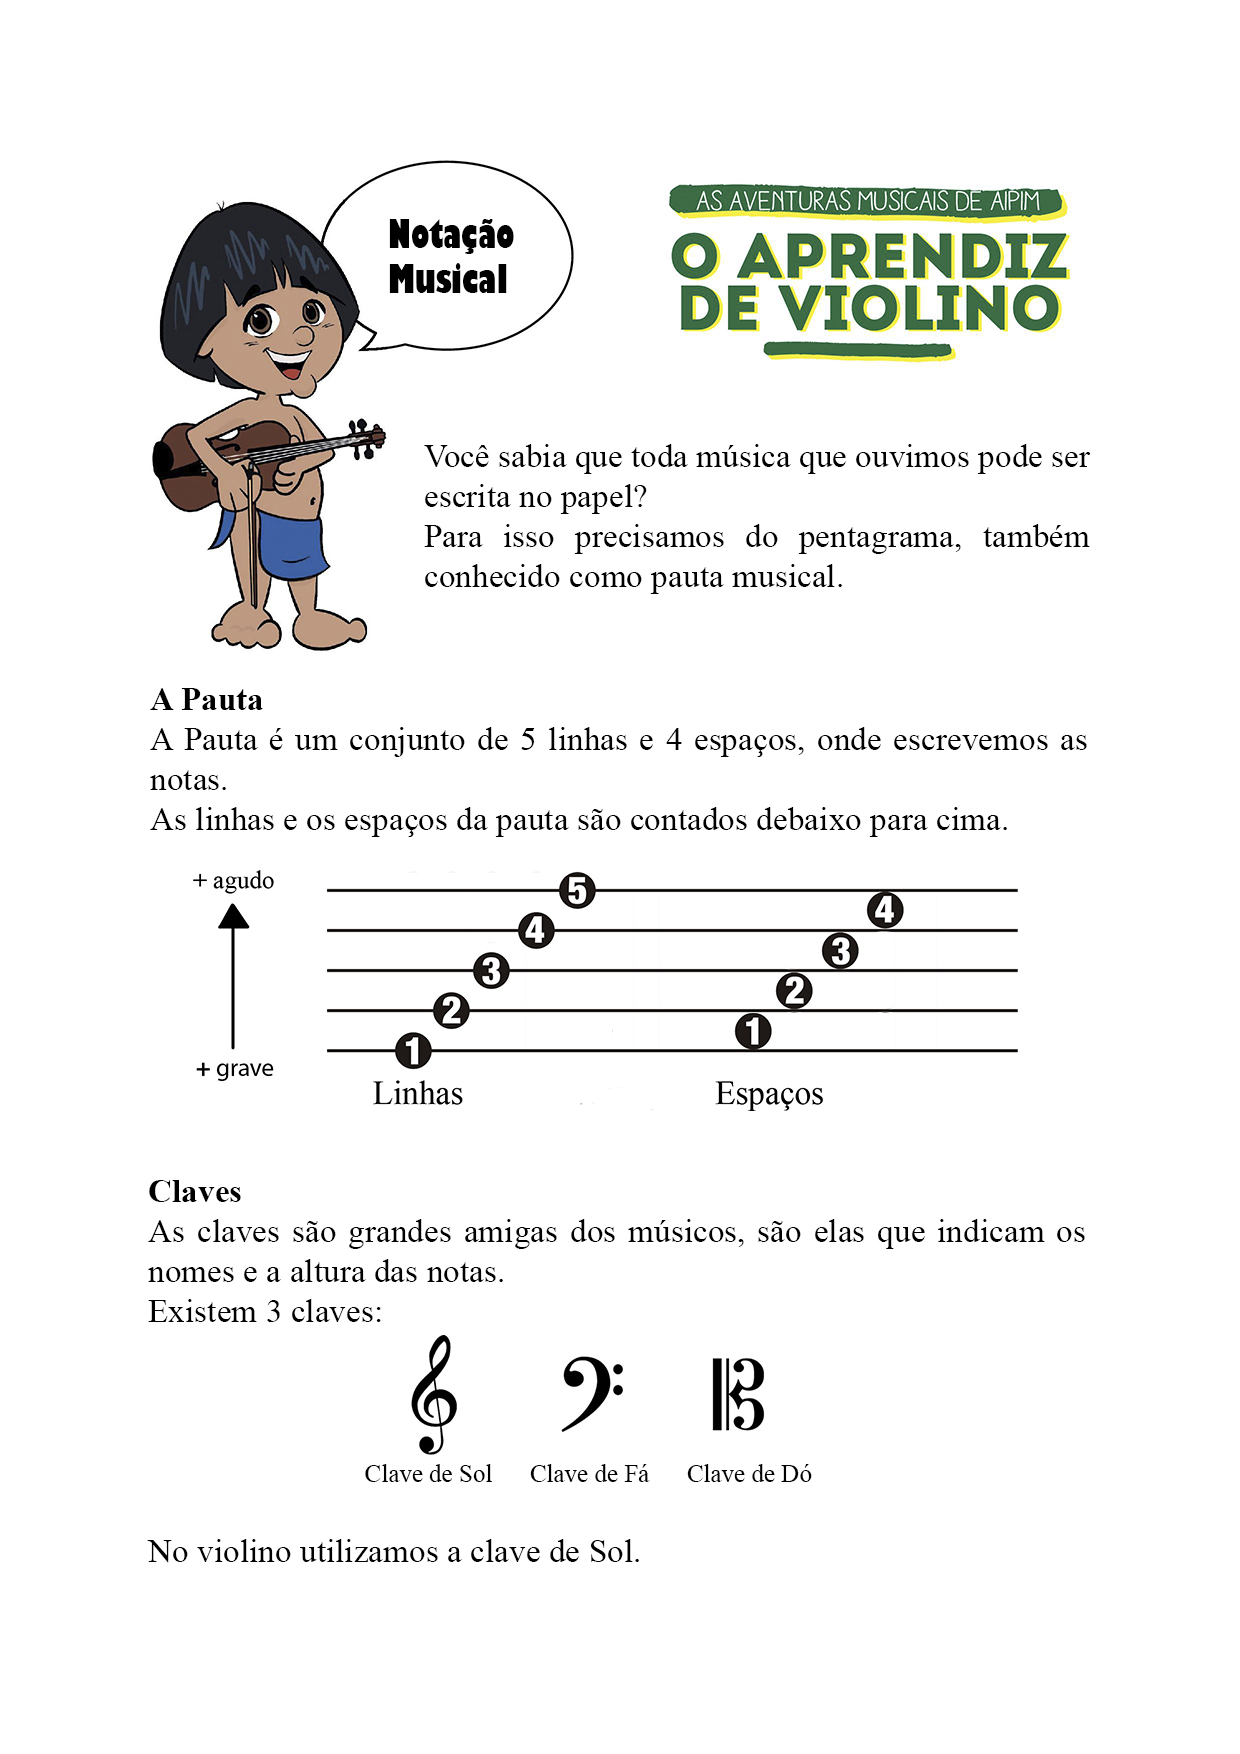 Notação
Musical
AS AVENTURAS MUSICAIS DE AIPIM
O APRENDIZ
DE VIOLINO
Você sabia que toda música que ouvimos pode ser
escrita no papel?
Para isso precisamos do pentagrama, também
conhecido como pauta musical.
A Pauta
A Pauta é um conjunto de 5 linhas e 4 espaços, onde escrevemos as
notas.
As linhas e os espaços da pauta são contados debaixo para cima.
+ agudo
5
4
3
2
1
4
3
2
1
+ grave
Linhas
Espaços
Claves
As claves são grandes amigas dos músicos, são elas que indicam os
nomes e a altura das notas.
Existem 3 claves:
Clave de Sol
Clave de Fá
Clave de Dó
No violino utilizamos a clave de Sol.